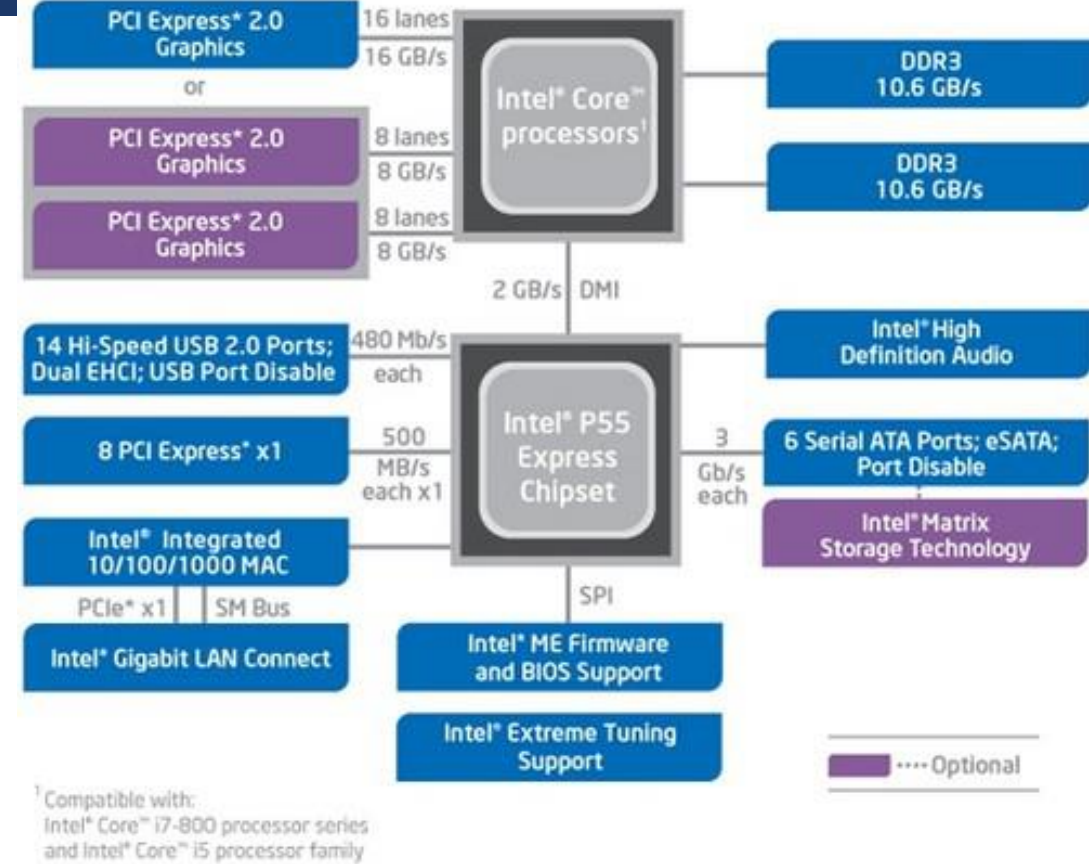 PCI Express* 2.0
Graphics
16 lanes
16 GB/s
or
PCI Express* 2.0
Graphics
8 lanes
8 GB/s
PCI Express* 2.0
Graphics
8 lanes
8 GB/s
Intel® Core™
processors¹
DDR3
10.6 GB/s
DDR3
10.6 GB/s
2 GB/s DMI
14 Hi-Speed USB 2.0 Ports;
Dual EHCI; USB Port Disable
480 Mb/s
each
8 PCI Express* x1
500
MB/s
each x1
Intel® Integrated
10/100/1000 MAC
PCIe* x1 SM Bus
Intel® Gigabit LAN Connect
Intel® P55
Express
Chipset
Intel® High
Definition Audio
3
Gb/s
each
6 Serial ATA Ports; eSATA;
Port Disable
Intel® Matrix
Storage Technology
SPI
Intel® ME Firmware
and BIOS Support
Intel® Extreme Tuning
Support
Optional
¹ Compatible with:
Intel® Core™ i7-800 processor series
and Intel® Core™ i5 processor family